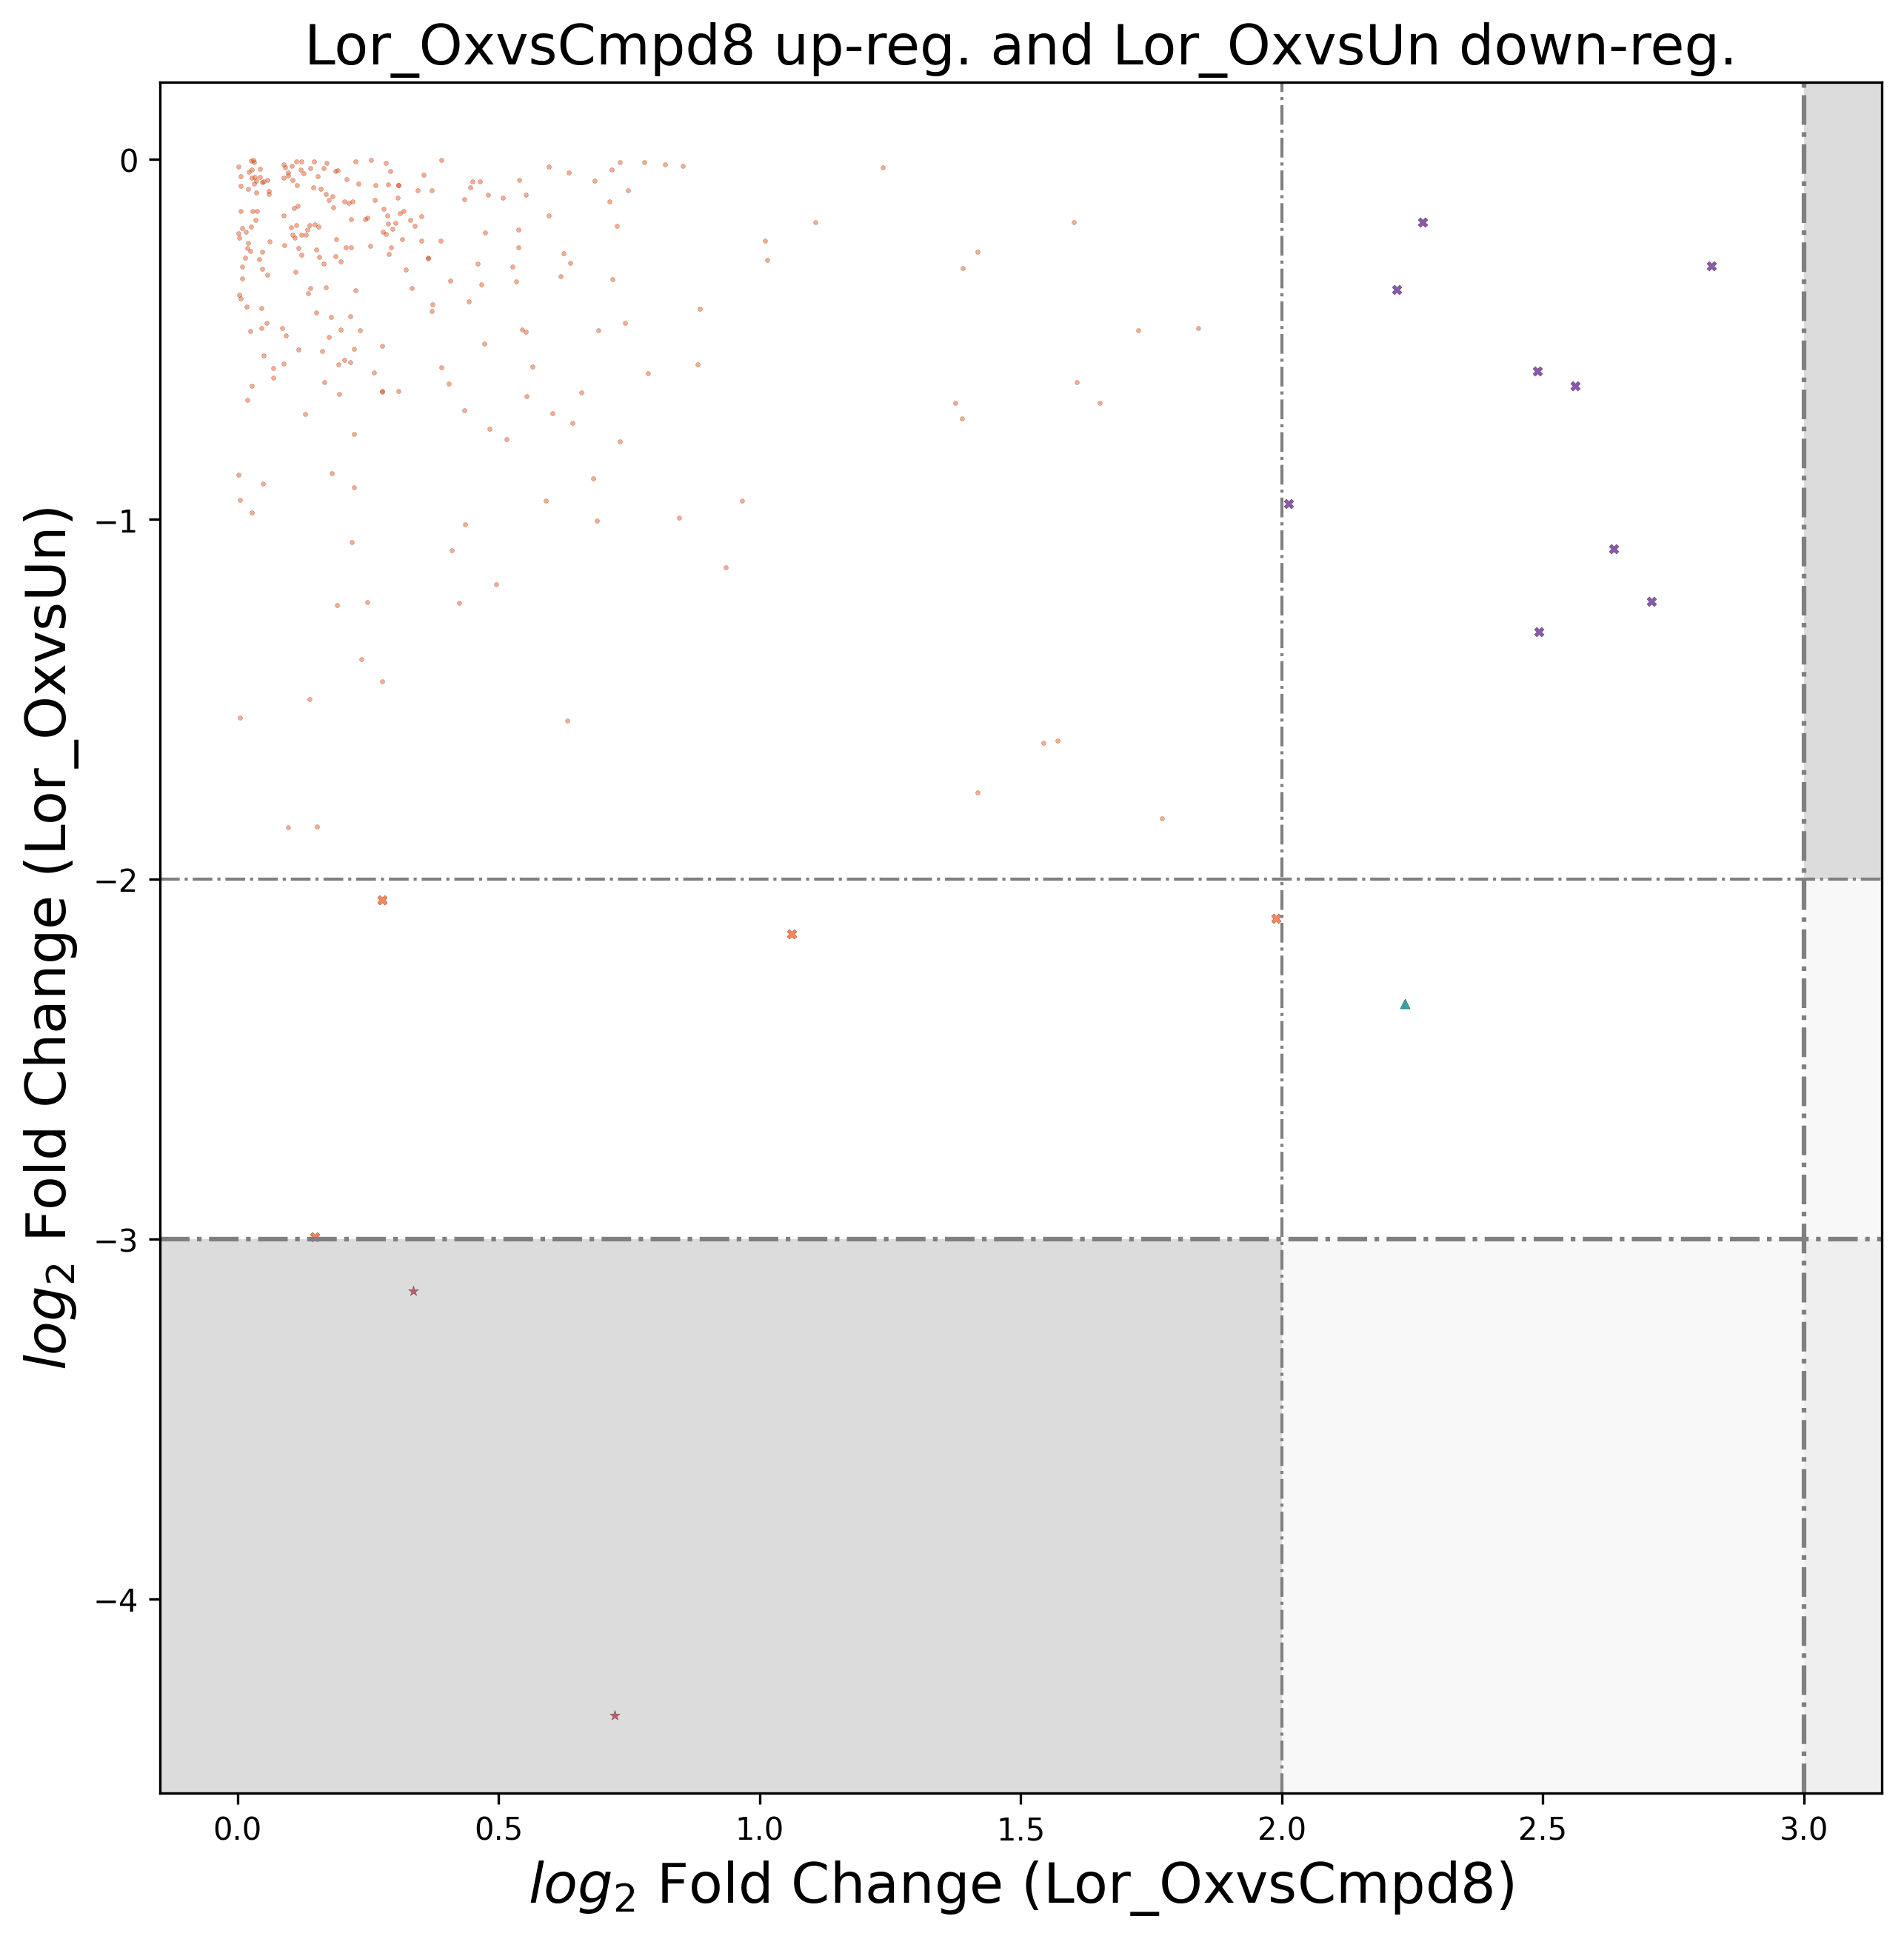 Lor_OxvsCmpd8 up-reg. and Lor_OxvsUn down-reg.
log2 Fold Change (Lor_OxvsUn)
0
−1
−2
−3
−4
0.0 0.5 1.0 1.5 2.0 2.5 3.0
log2 Fold Change (Lor_OxvsCmpd8)